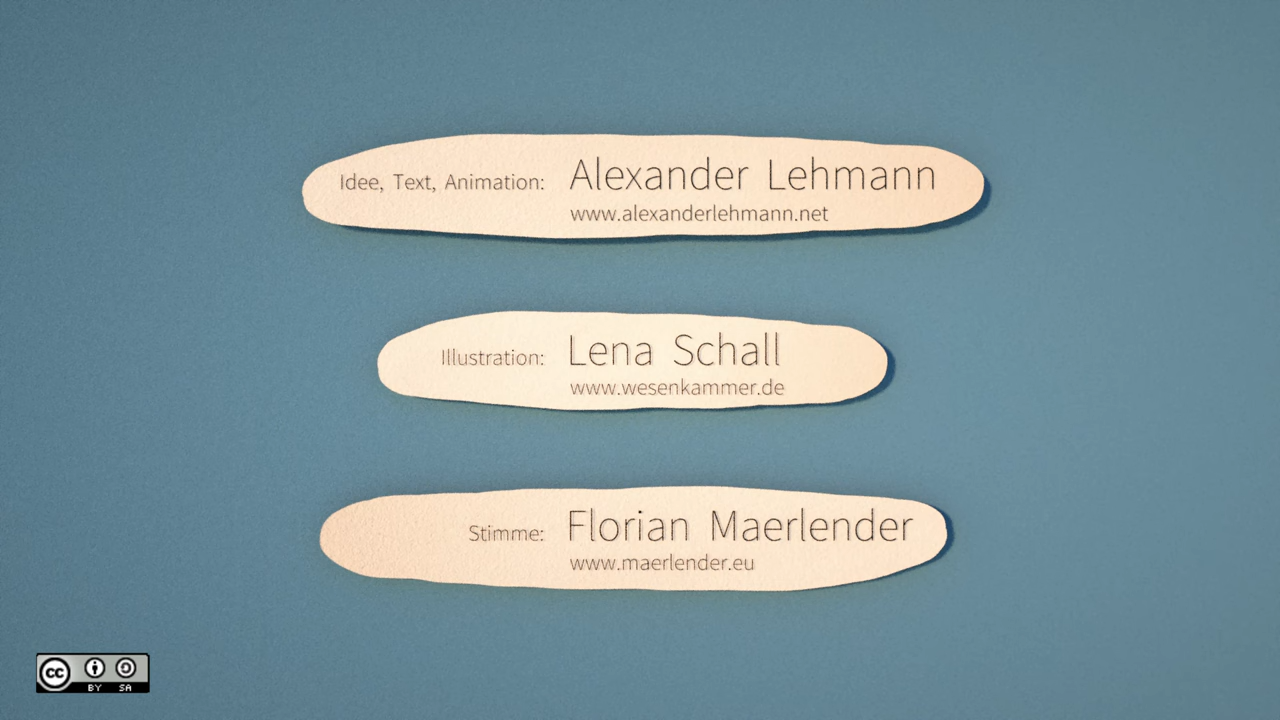 Idee, Text, Animation: Alexander Lehmann
www.alexanderlehmann.net
Illustration: Lena Schall
www.wesenkammer.de
Stimme: Florian Maerlender
www.maerlender.eu
cc
BY SA